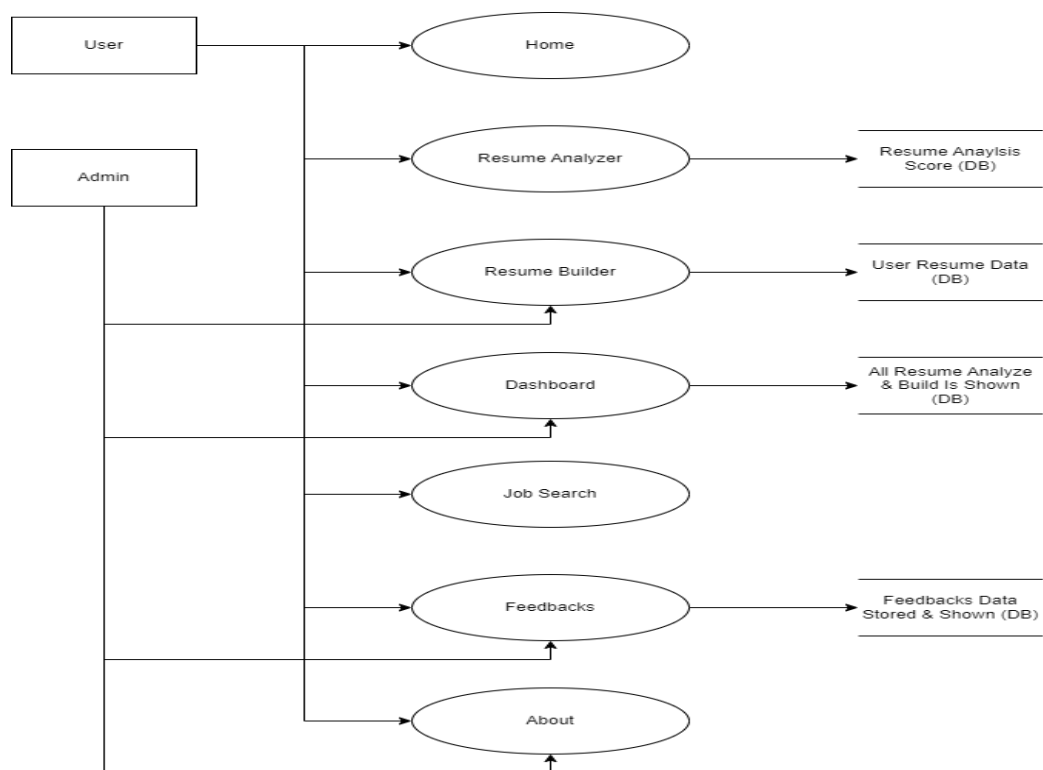 User
Home
Admin
Resume Analyzer
Resume Anaylsis
Score (DB)
Resume Builder
User Resume Data
(DB)
Dashboard
All Resume Analyze
& Build Is Shown
(DB)
Job Search
Feedbacks
Feedbacks Data
Stored & Shown (DB)
About